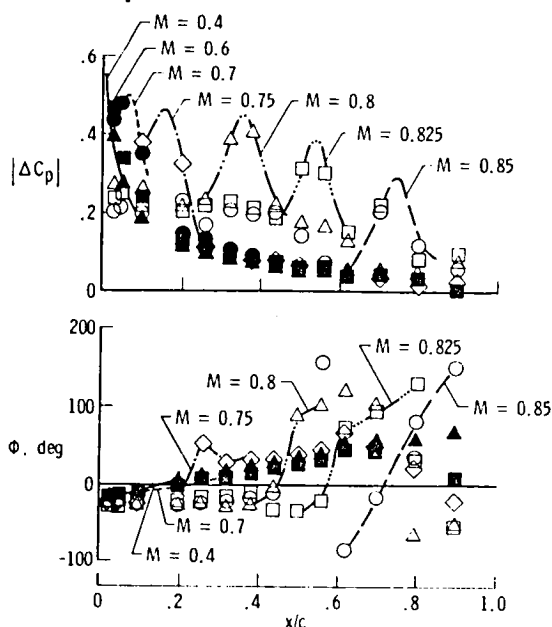 M = 0.4
M = 0.6
M = 0.7
M = 0.75
M = 0.8
M = 0.825
M = 0.85
|ΔCp|
.6
.4
.2
0
200
100
0
-100
Φ, deg
M = 0.825
M = 0.8
M = 0.85
M = 0.75
M = 0.7
M = 0.4
0 .2 .4 .6 .8 1.0
x/c